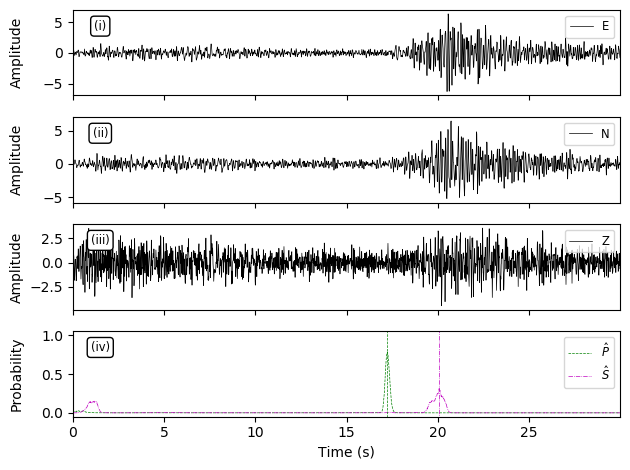 (i)
E
5
0
−5
Amplitude
(ii)
N
5
0
−5
Amplitude
(iii)
Z
2.5
0.0
−2.5
Amplitude
(iv)
P̂
Ŝ
1.0
0.5
0.0
Probability
0 5 10 15 20 25
Time (s)